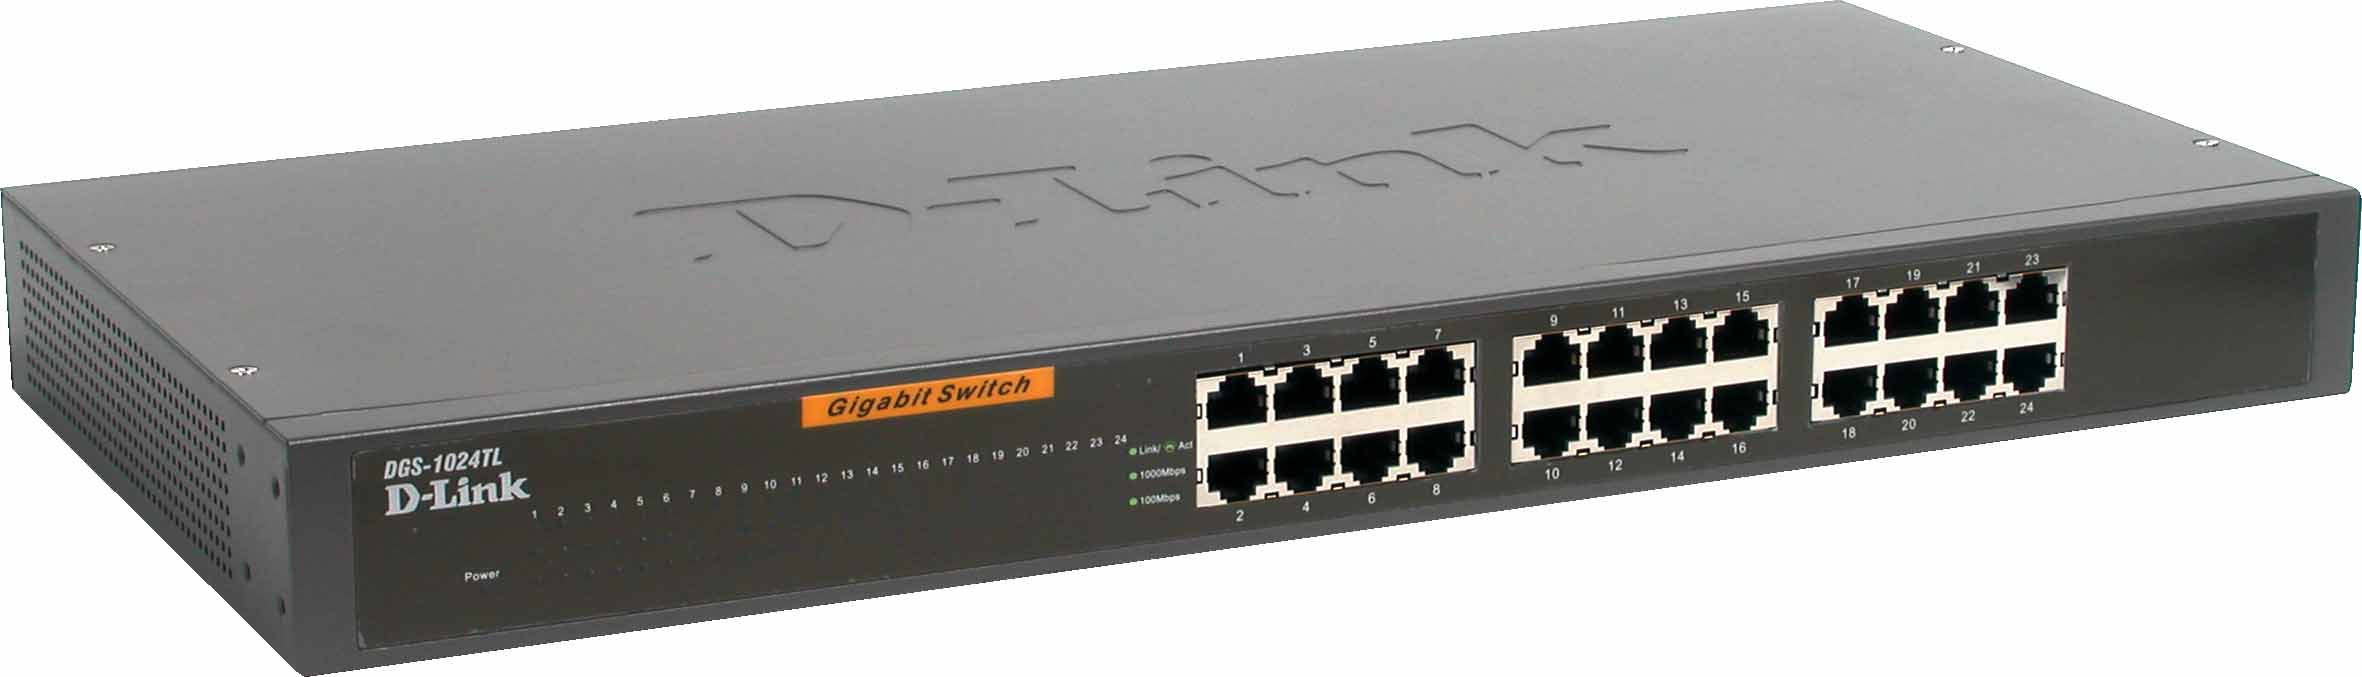 D-Link
Gigabit Switch
DGS-1024TL
D-Link
1 2 3 4 5 6 7 8 9 10 11 12 13 14 15 16 17 18 19 20 21 22 23 24
Link/ Act
1000Mbps
100Mbps
Power
1 3 5 7
2 4 6 8
9 11 13 15
10 12 14 16
17 19 21 23
18 20 22 24